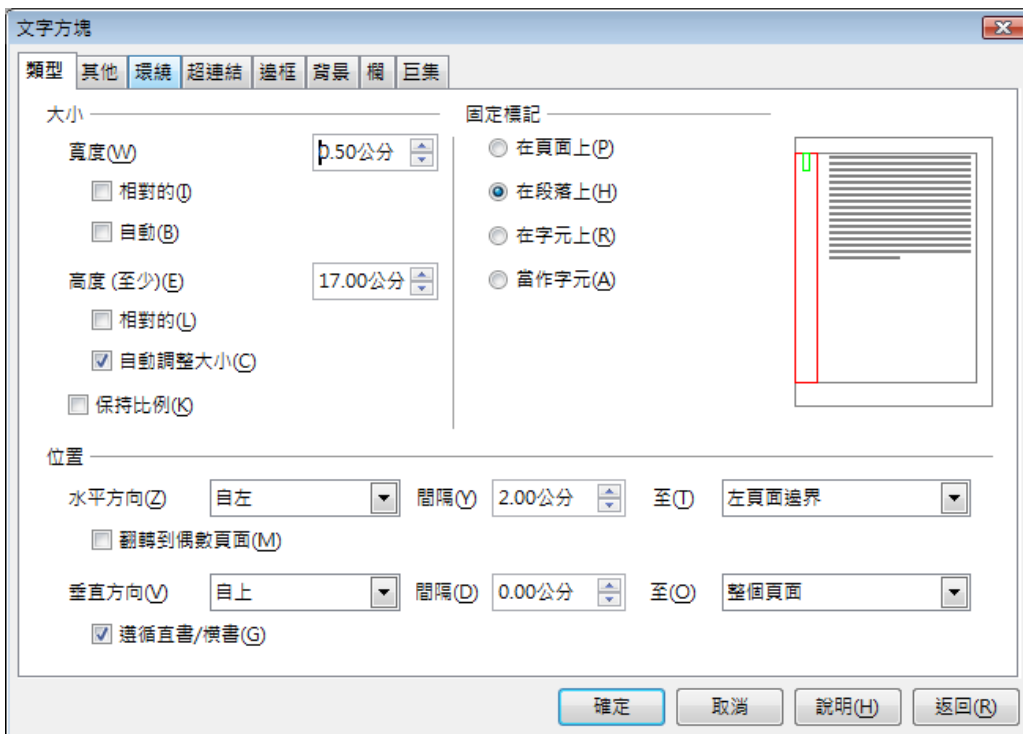 文字方塊
類型 其他 環繞 超連結 邊框 背景 欄 巨集
大小
寬度(W) 0.50公分
相對的(I)
自動(B)
高度 (至少)(E) 17.00公分
相對的(L)
自動調整大小(C)
保持比例(K)
固定標記
在頁面上(P)
在段落上(H)
在字元上(R)
當作字元(A)
位置
水平方向(Z) 自左 間隔(Y) 2.00公分 至(T) 左頁面邊界
翻轉到偶數頁面(M)
垂直方向(V) 自上 間隔(D) 0.00公分 至(O) 整個頁面
遵循直書/橫書(G)
確定 取消 說明(H) 返回(R)